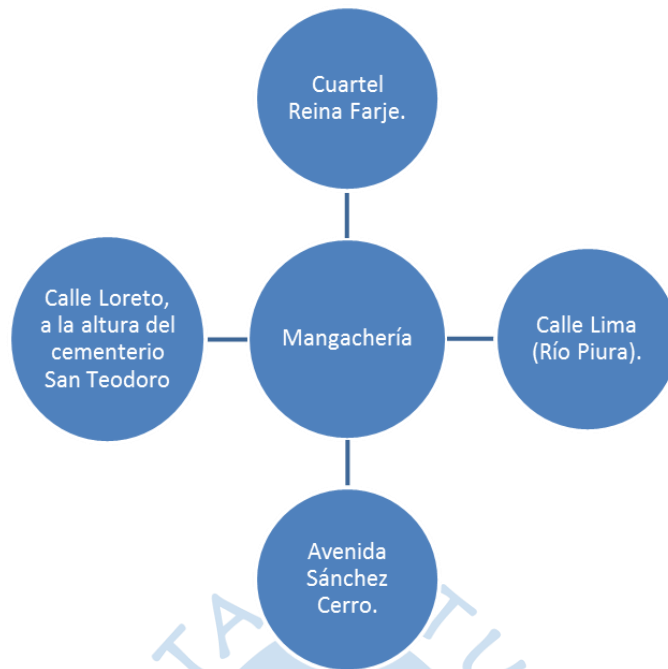 Cuartel
Reina Farje.
Calle Loreto,
a la altura del
cementerio
San Teodoro
Mangachería
Calle Lima
(Río Piura).
Avenida
Sánchez
Cerro.